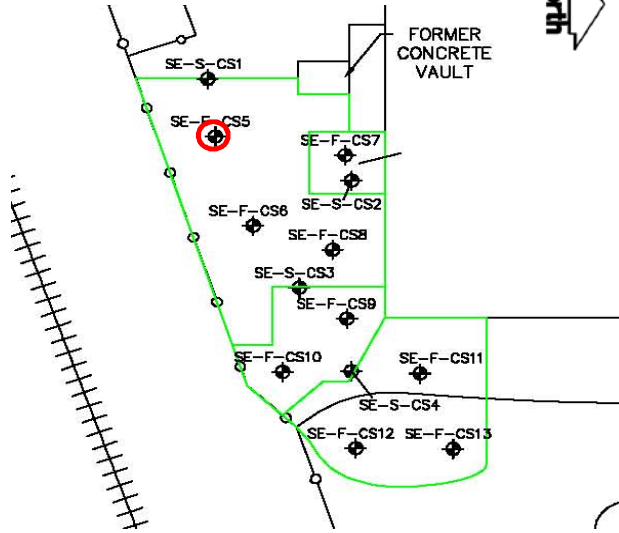 North
FORMER
CONCRETE
VAULT
SE-S-CS1
SE-F-CS5
SE-F-CS7
SE-S-CS2
SE-F-CS6
SE-F-CS8
SE-S-CS3
SE-F-CS9
SE-F-CS10
SE-F-CS11
SE-S-CS4
SE-F-CS12
SE-F-CS13